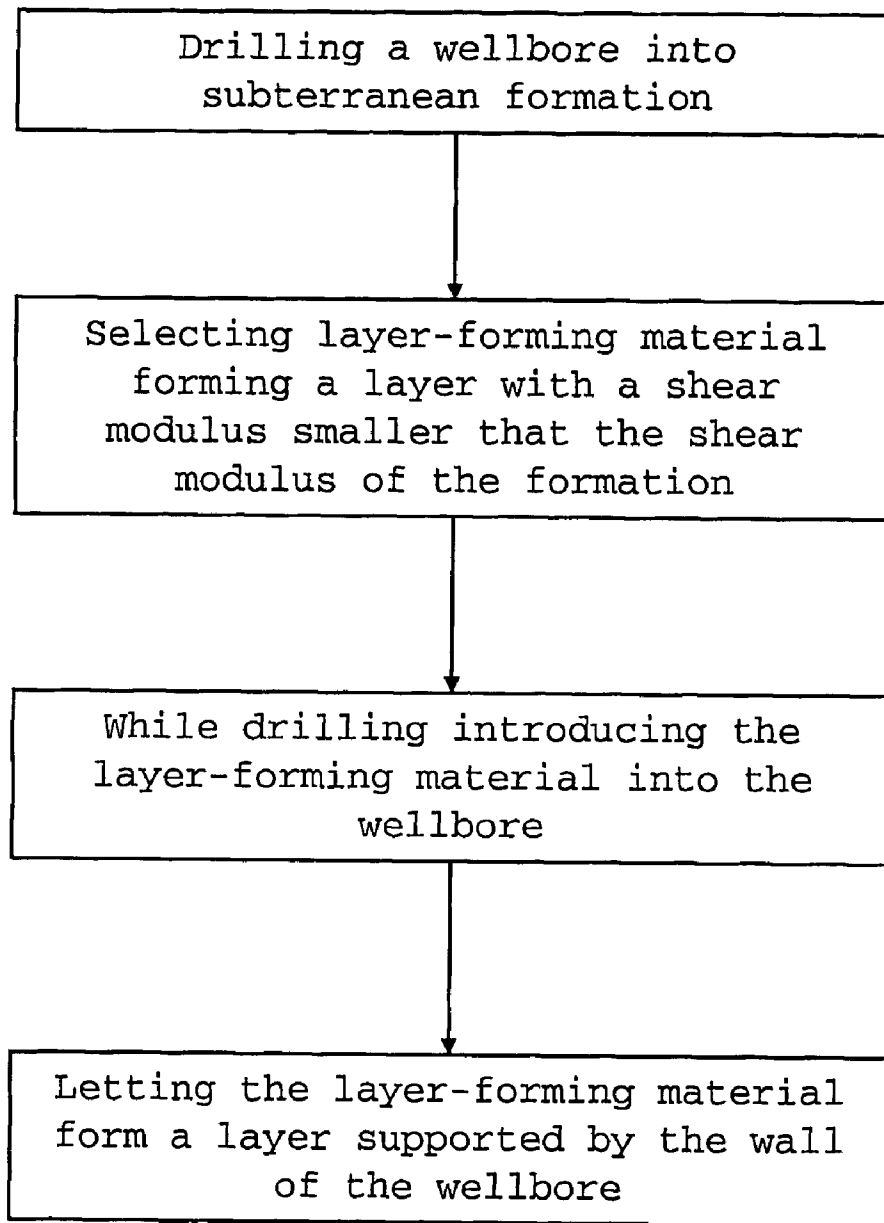 Drilling a wellbore into
subterranean formation
Selecting layer-forming material
forming a layer with a shear
modulus smaller that the shear
modulus of the formation
While drilling introducing the
layer-forming material into the
wellbore
Letting the layer-forming material
form a layer supported by the wall
of the wellbore